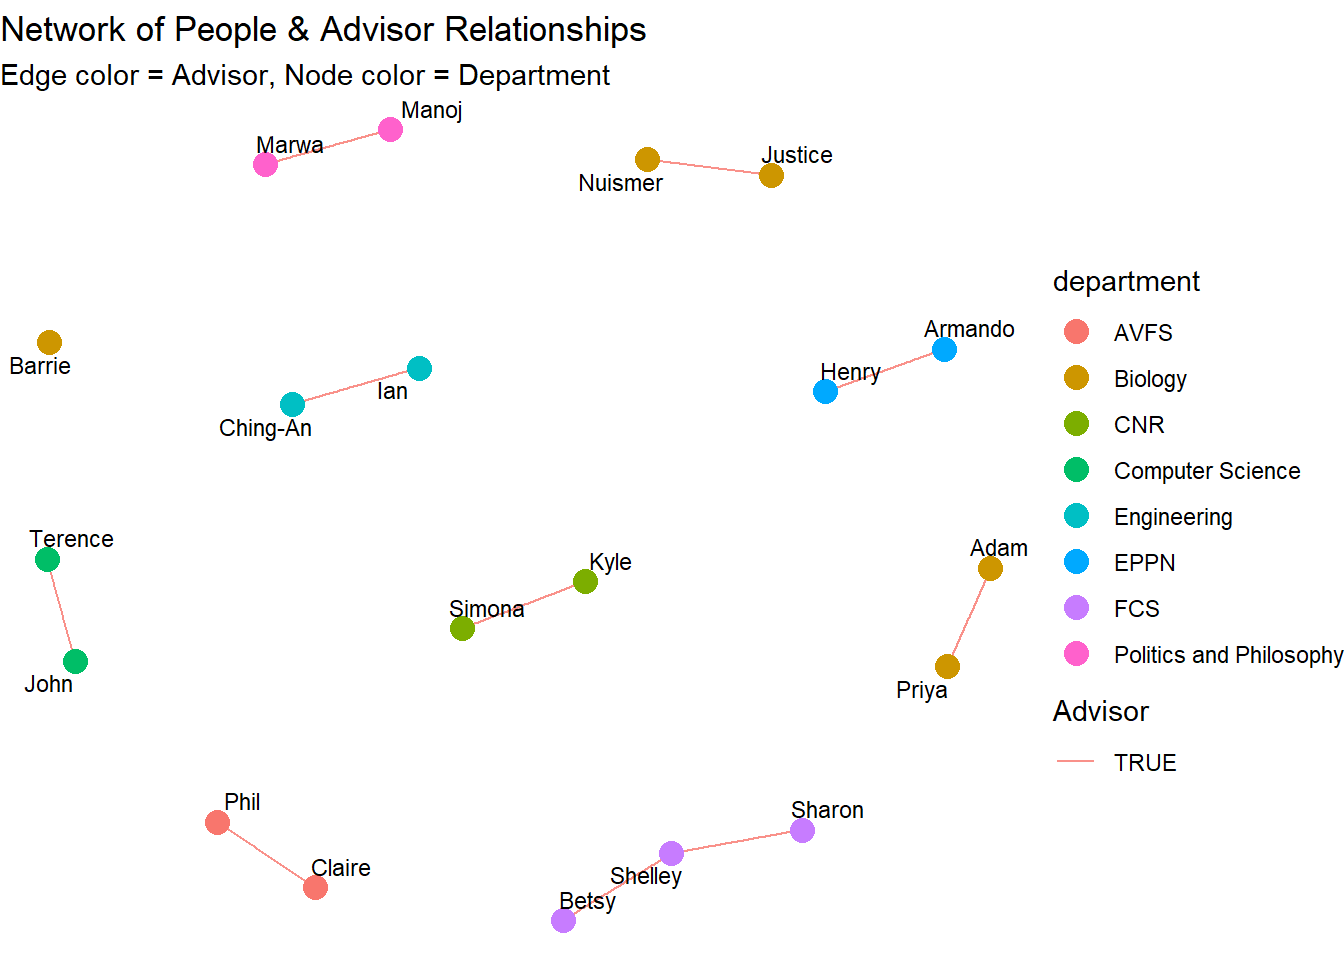 Network of People & Advisor Relationships
Edge color = Advisor, Node color = Department
Manoj
Marwa
Justice
Nuismer
department
AVFS
Biology
CNR
Computer Science
Engineering
EPPN
FCS
Politics and Philosophy
Advisor
TRUE
Armando
Henry
Barrie
Ian
Ching-An
Terence
Adam
Kyle
Simona
John
Priya
Phil
Sharon
Claire
Shelley
Betsy